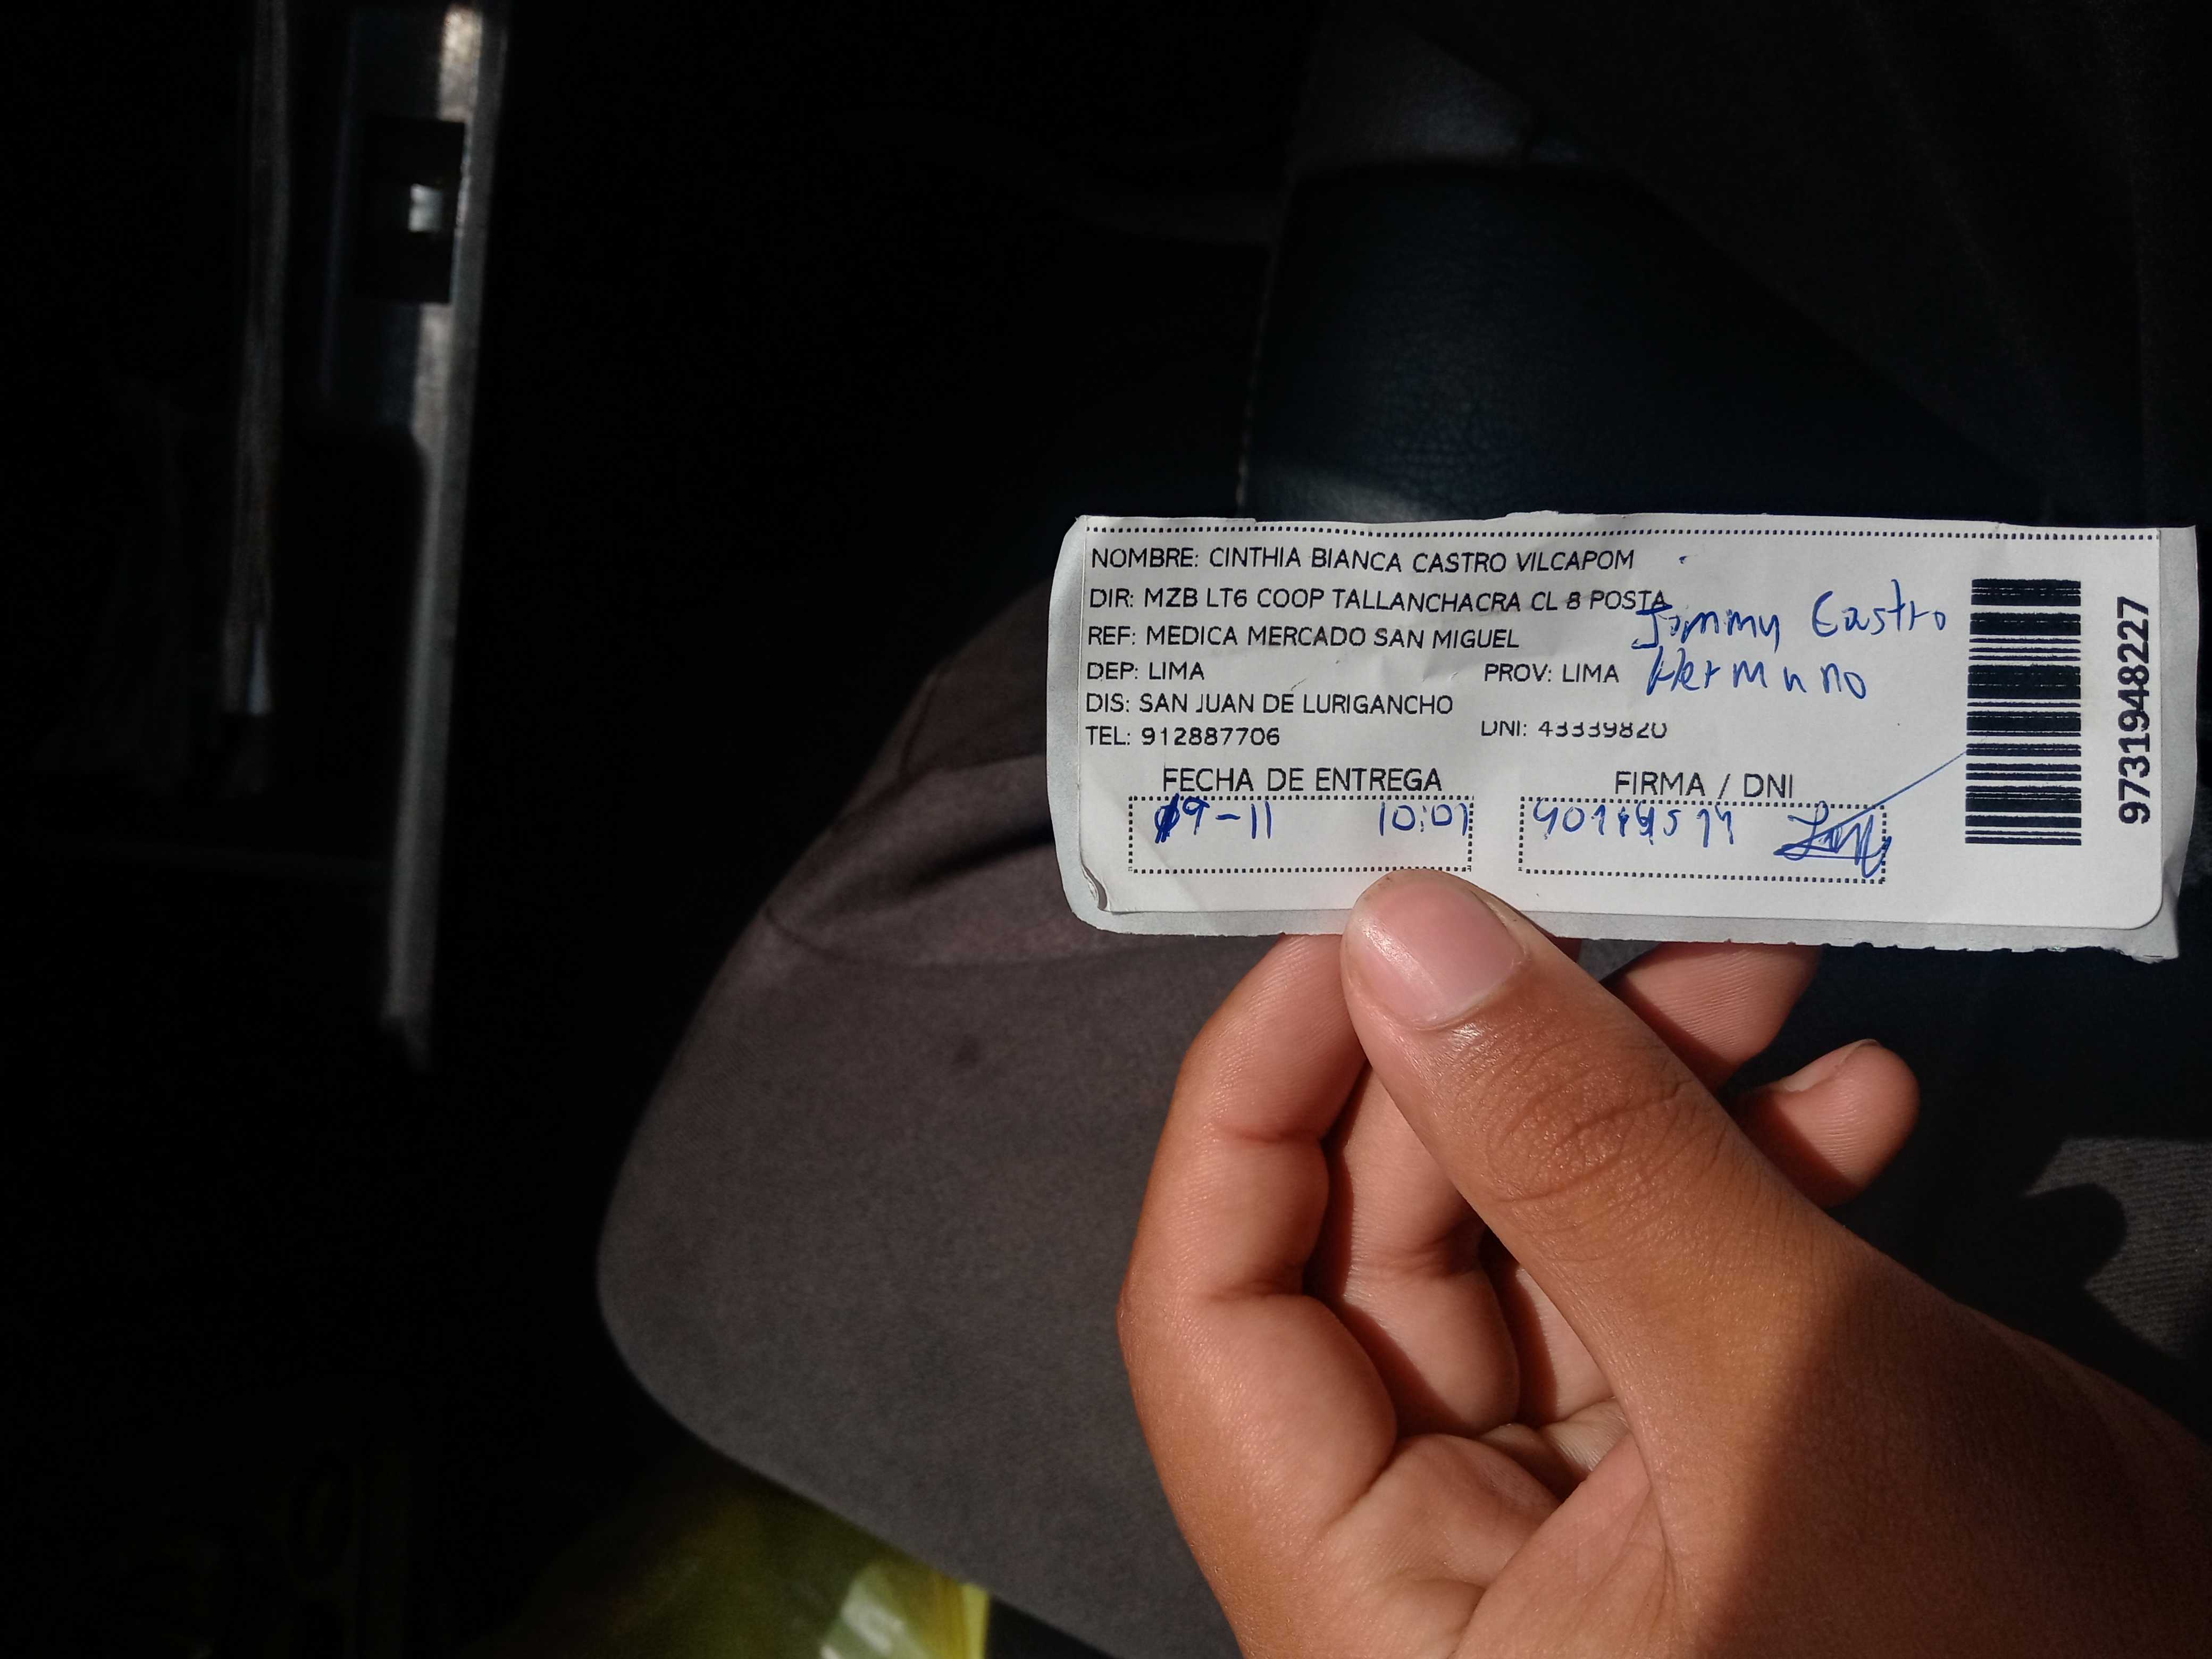 NOMBRE: CINTHIA BIANCA CASTRO VILCAPOM
DIR: MZB LT6 COOP TALLANCHACRA CL 8 POSTA
Jimmy Castro
REF: MEDICA MERCADO SAN MIGUEL
DEP: LIMA PROV: LIMA
Hermano
DIS: SAN JUAN DE LURIGANCHO
TEL: 912887706 DNI: 43339820
FECHA DE ENTREGA FIRMA / DNI
19-11 10:01
9731948227